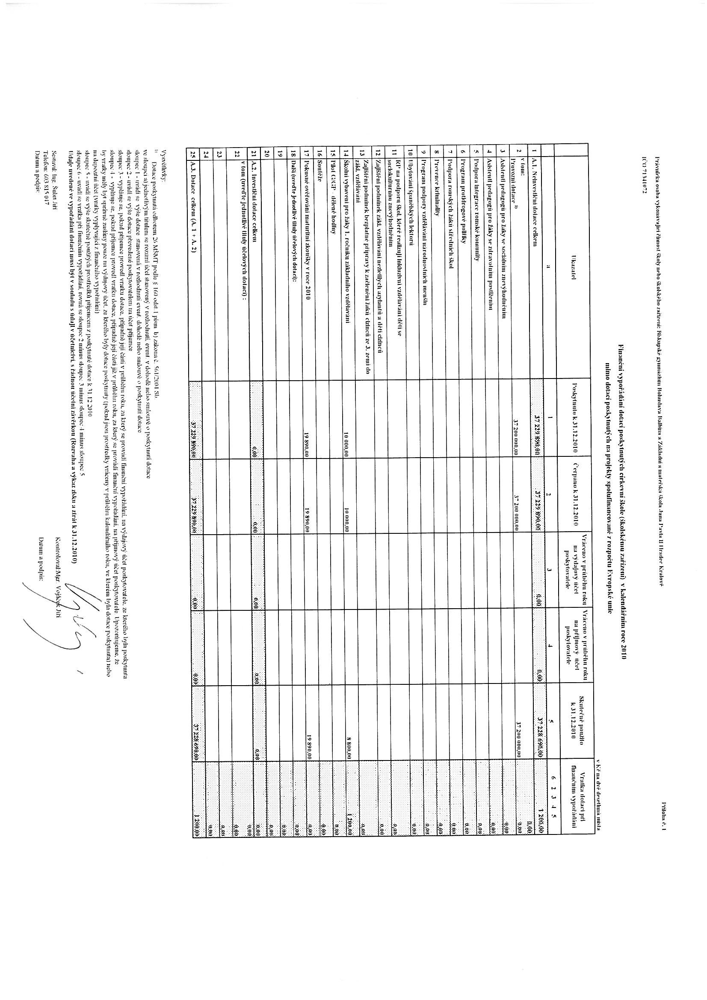 Příloha č. 1
Právnická osoba vykonávající činnost školy nebo školského zařízení: Biskupské gymnázium Bohuslava Balbína a Základní a mateřská škola Jana Pavla II Hradec Králové
IČO 71341072
Finanční vypořádání dotací poskytnutých církevní škole (školskému zařízení) v kalendářním roce 2010
mimo dotací poskytnutých na projekty spolufinancované z rozpočtu Evropské unie
v Kč na dvě desetinná místa
Ukazatel Poskytnuto k 31.12.2010 Čerpáno k 31.12.2010 Vráceno v průběhu roku na výdajový účet poskytovatele Vráceno v průběhu roku na příjmový účet poskytovatele Skutečně použito k 31.12.2010 Vratka dotací při finančním vypořádání
a 1 2 3 4 5 6 2 3 4 5
1 A.1. Neinvestiční dotace celkem 37 229 890,00 37 229 890,00 0,00 0,00 37 228 690,00 1 200,00
v tom: 0,00
2 Provozní dotace 1) 37 200 000,00 37 200 000,00 37 200 000,00 0,00
3 Asistenti pedagogů pro žáky se sociálním znevýhodněním 0,00
4 Asistenti pedagogů pro žáky se zdravotním postižením 0,00
5 Podpora integrace romské komunity 0,00
6 Program protidrogové politiky 0,00
7 Podpora romských žáků středních škol 0,00
8 Prevence kriminality 0,00
9 Program podpory vzdělávání národnostních menšin 0,00
10 Ubytování španělských lektorů 0,00
11 RP na podporu škol, které realizují inkluzivní vzdělávání dětí se sociokulturním znevýhodněním 0,00
12 Zajištění podmínek zákl. vzdělávání nezletilých azylantů a dětí cizinců 0,00
13 Zajištění podmínek bezplatné přípravy k začlenění žáků cizinců ze 3. zemí do zákl. vzdělávání 0,00
14 Školní vybavení pro žáky 1. ročníku základního vzdělávání 10 000,00 10 000,00 8 800,00 1 200,00
15 Pilot G/GP - dělené hodiny 0,00
16 Soutěže 0,00
17 Pokusné ověřování maturitní zkoušky v roce 2010 19 890,00 19 890,00 19 890,00 0,00
18 Další (uveďte jednotlivé tituly účelových dotací): 0,00
19 0,00
20 0,00
21 A.2. Investiční dotace celkem 0,00 0,00 0,00 0,00 0,00 0,00
v tom (uveďte jednotlivé tituly účelových dotací) : 0,00
22 0,00
23 0,00
24 0,00
25 A.3. Dotace celkem (A. 1 + A. 2) 37 229 890,00 37 229 890,00 0,00 0,00 37 228 690,00 1 200,00
Vysvětlivky:
1) Dotace poskytnutá odborem 26 MŠMT podle § 160 odst.1 písm. b) zákona č. 561/2004 Sb.
ve sloupci a) jednotlivým titulem se rozumí účel stanovený v rozhodnutí, event. v dohodě nebo smlouvě o poskytnutí dotace
sloupec 1 - uvádí se výše dotace stanovená v rozhodnutí event. dohodě nebo smlouvě o poskytnutí dotace
sloupec 2 - uvádí se výše dotace převedené poskytovatelem na účet příjemce
sloupec 3 - vyplňuje se, pokud příjemce provedl vratku dotace, případně její části v průběhu roku, za který se provádí finanční vypořádání, na výdajový účet poskytovatele, ze kterého byla poskytnuta
sloupec 4 - vyplňuje se, pokud příjemce provedl vratku dotace, případně její části již v průběhu roku, za který se provádí finanční vypořádání, na příjmový účet poskytovatele. Upozorňujeme, že
by vratky měly být správně zaslány pouze na výdajový účet, ze kterého byly dotace poskytnuty (pokud jsou prostředky vráceny v průběhu kalendářního roku, ve kterém byla dotace poskytnuta) nebo
na depozitní účet (vratky vyplývající z finančního vypořádání)
sloupec 5 - uvádí se výše skutečně použitých prostředků příjemcem z poskytnuté dotace k 31.12 2010
sloupec 6 - uvádí se vratka při finančním vypořádání, rovná se sloupec 2 minus sloupec 3 minus sloupec 4 minus sloupec 5
Údaje uvedené ve vypořádání dotací musí být v souladu s údaji v účetnictví, s řádnou účetní závěrkou (Rozvaha a výkaz zisku a ztrát k 31.12.2010)
Sestavil: Ing. Šulon Jiří Kontroloval:Mgr. Vojáček Jiří
Telefon: 603 815 047
Datum a podpis: Datum a podpis: